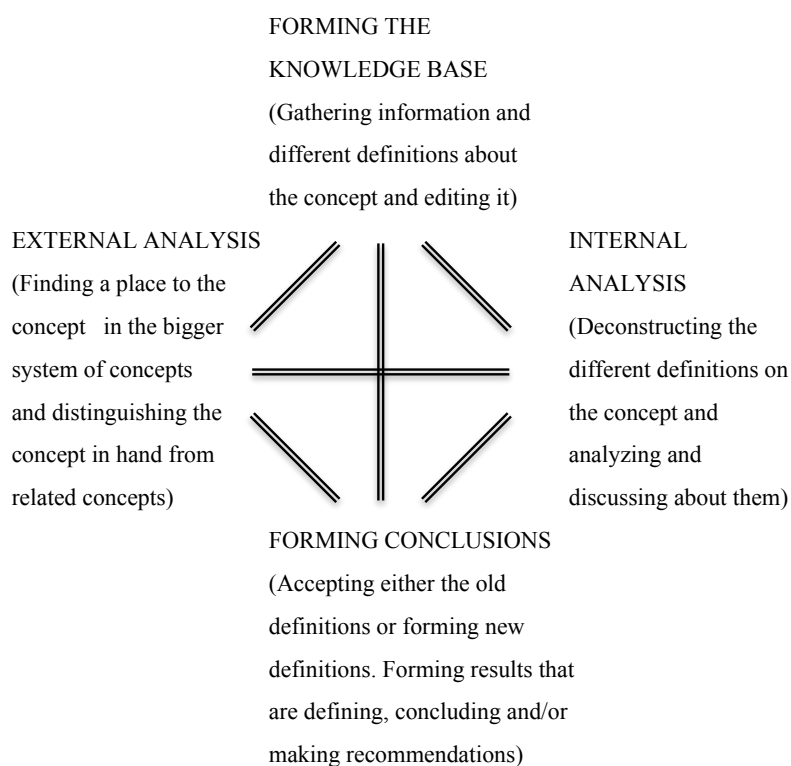 FORMING THE
KNOWLEDGE BASE
(Gathering information and
different definitions about
the concept and editing it)
EXTERNAL ANALYSIS
(Finding a place to the
concept in the bigger
system of concepts
and distinguishing the
concept in hand from
related concepts)
INTERNAL
ANALYSIS
(Deconstructing the
different definitions on
the concept and
analyzing and
discussing about them)
FORMING CONCLUSIONS
(Accepting either the old
definitions or forming new
definitions. Forming results that
are defining, concluding and/or
making recommendations)